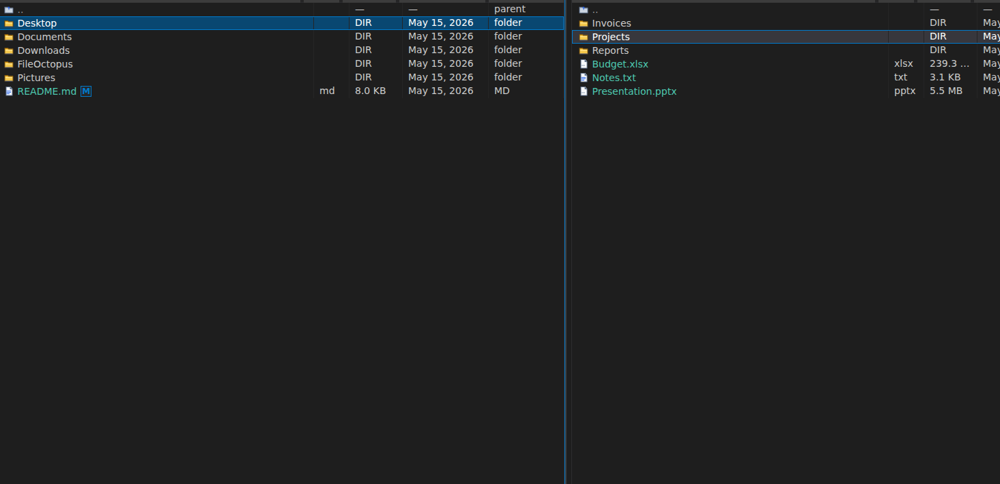 .. — — parent
Desktop DIR May 15, 2026 folder
Documents DIR May 15, 2026 folder
Downloads DIR May 15, 2026 folder
FileOctopus DIR May 15, 2026 folder
Pictures DIR May 15, 2026 folder
README.md M md 8.0 KB May 15, 2026 MD
.. — —
Invoices DIR May
Projects DIR May
Reports DIR May
Budget.xlsx xlsx 239.3 ... May
Notes.txt txt 3.1 KB May
Presentation.pptx pptx 5.5 MB May